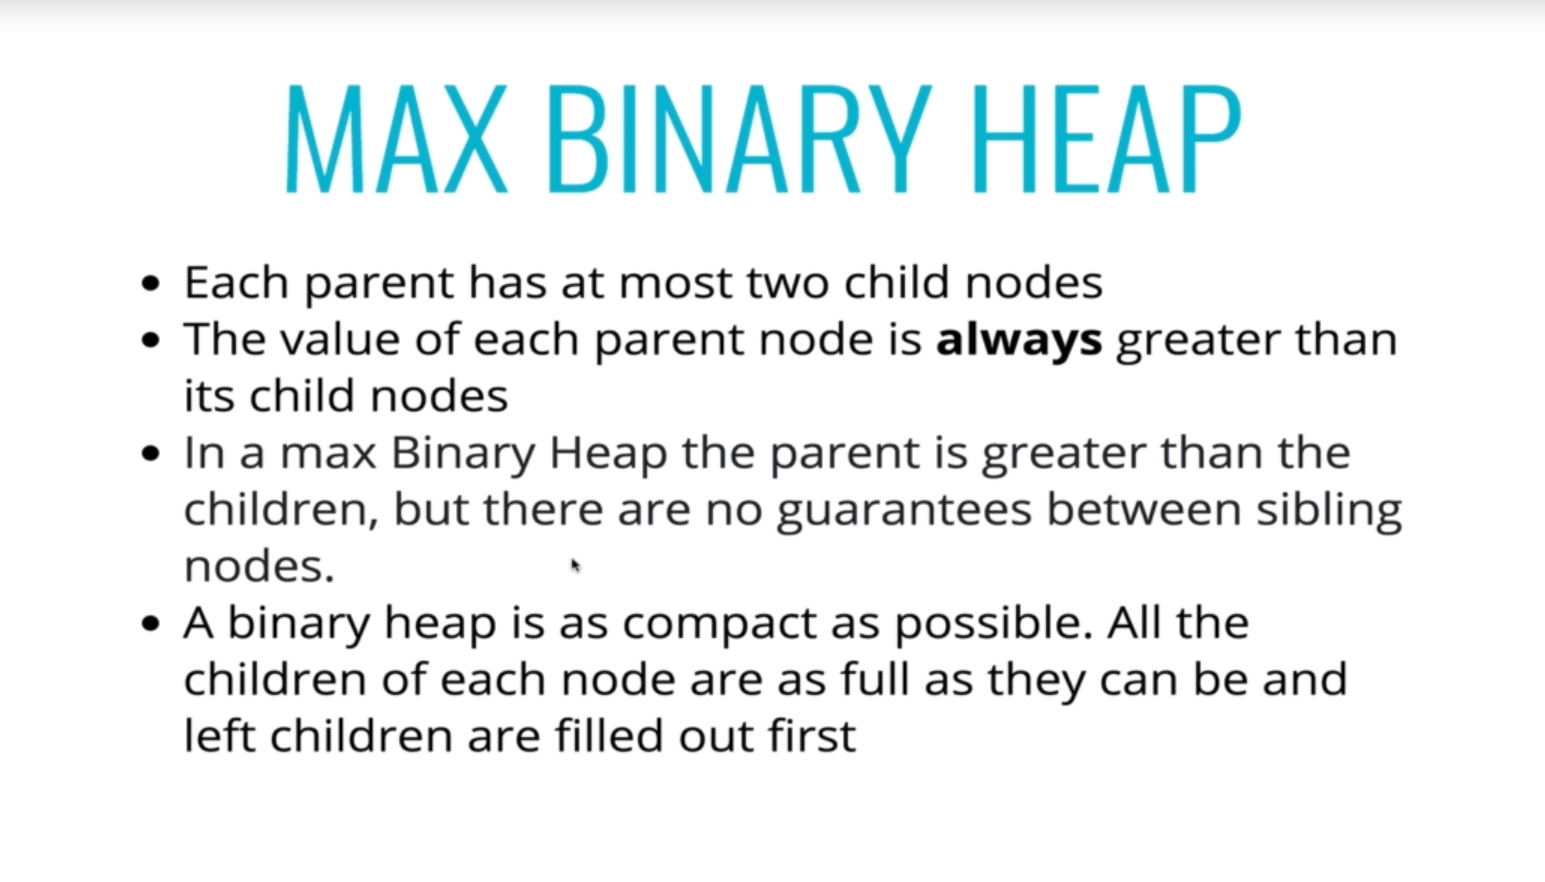 MAX BINARY HEAP
• Each parent has at most two child nodes
• The value of each parent node is always greater than
its child nodes
• In a max Binary Heap the parent is greater than the
children, but there are no guarantees between sibling
nodes.
• A binary heap is as compact as possible. All the
children of each node are as full as they can be and
left children are filled out first